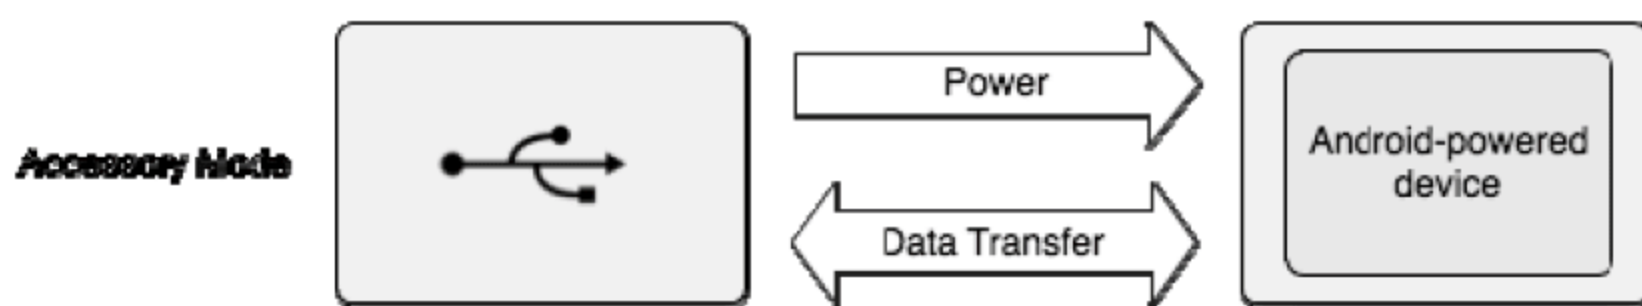 Accessory Mode
Power
Data Transfer
Android-powered
device